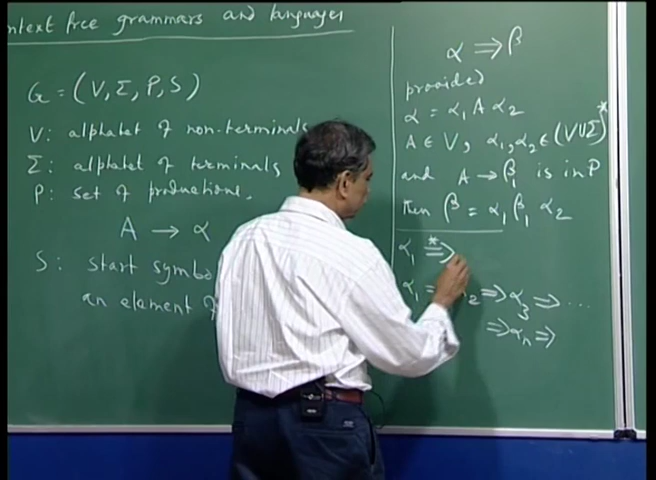 ntext free grammars and languages
G = (V, Σ, P, S)
V: alphabet of non-terminals
Σ: alphabet of terminals
P: set of productions.
A → α
S: start symbo
an element
α ⇒ β
provided
α = α₁ A α₂
A ∈ V, α₁, α₂ ∈ (V∪Σ)*
and A → β₁ is in P
Then β = α₁ β₁ α₂
α₁ *⇒
α₁ = ₂ ⇒ α₃ ⇒ ...
⇒ αₙ ⇒